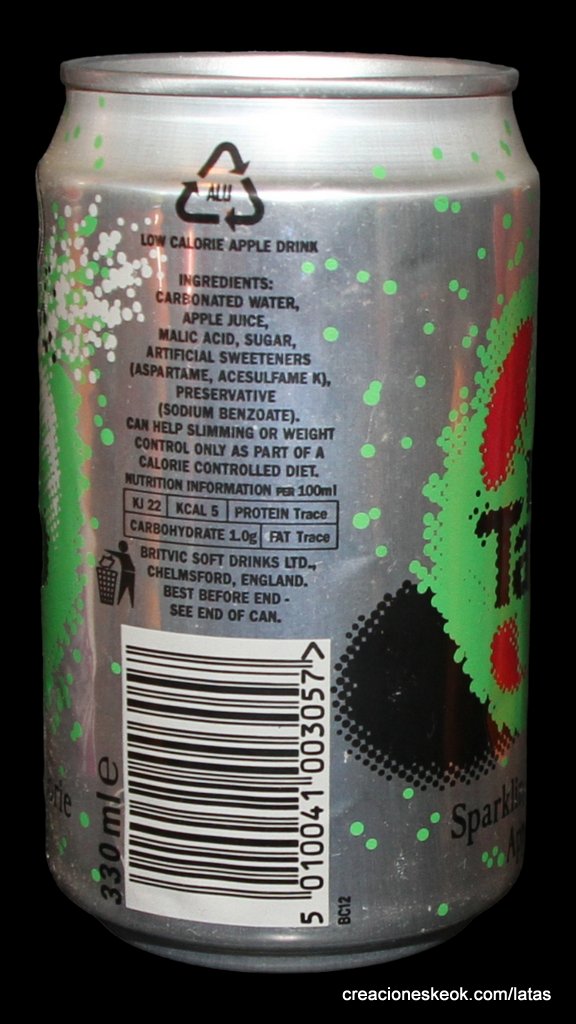 ALU
LOW CALORIE APPLE DRINK
INGREDIENTS:
CARBONATED WATER,
APPLE JUICE,
MALIC ACID, SUGAR,
ARTIFICIAL SWEETENERS
(ASPARTAME, ACESULFAME K),
PRESERVATIVE
(SODIUM BENZOATE).
CAN HELP SLIMMING OR WEIGHT
CONTROL ONLY AS PART OF A
CALORIE CONTROLLED DIET.
NUTRITION INFORMATION PER 100ml
KJ 22 KCAL 5 PROTEIN Trace
CARBOHYDRATE 1.0g FAT Trace
BRITVIC SOFT DRINKS LTD.,
CHELMSFORD, ENGLAND.
BEST BEFORE END -
SEE END OF CAN.
330 ml e
5 010041 003057 >
BC12
Ta
creacioneskeok.com/latas